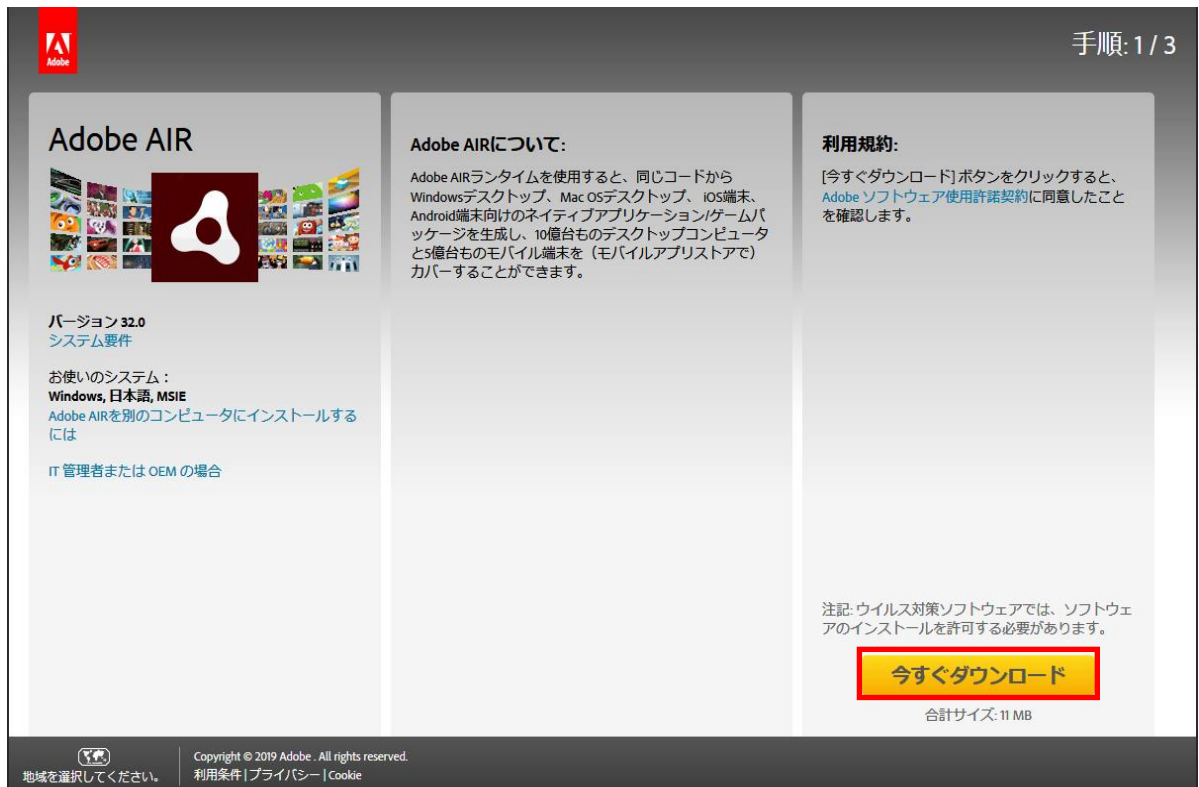 Adobe
手順: 1 / 3
Adobe AIR
バージョン 32.0
システム要件
お使いのシステム：
Windows, 日本語, MSIE
Adobe AIRを別のコンピュータにインストールする
には
IT 管理者または OEM の場合
Adobe AIRについて:
Adobe AIRランタイムを使用すると、同じコードから
Windowsデスクトップ、Mac OSデスクトップ、 iOS端末、
Android端末向けのネイティブアプリケーション/ゲームパ
ッケージを生成し、10億台ものデスクトップコンピュータ
と5億台ものモバイル端末を（モバイルアプリストアで）
カバーすることができます。
利用規約:
[今すぐダウンロード] ボタンをクリックすると、
Adobe ソフトウェア使用許諾契約に同意したこと
を確認します。
注記: ウイルス対策ソフトウェアでは、ソフトウェ
アのインストールを許可する必要があります。
今すぐダウンロード
合計サイズ: 11 MB
地域を選択してください。
Copyright © 2019 Adobe . All rights reserved.
利用条件 | プライバシー | Cookie